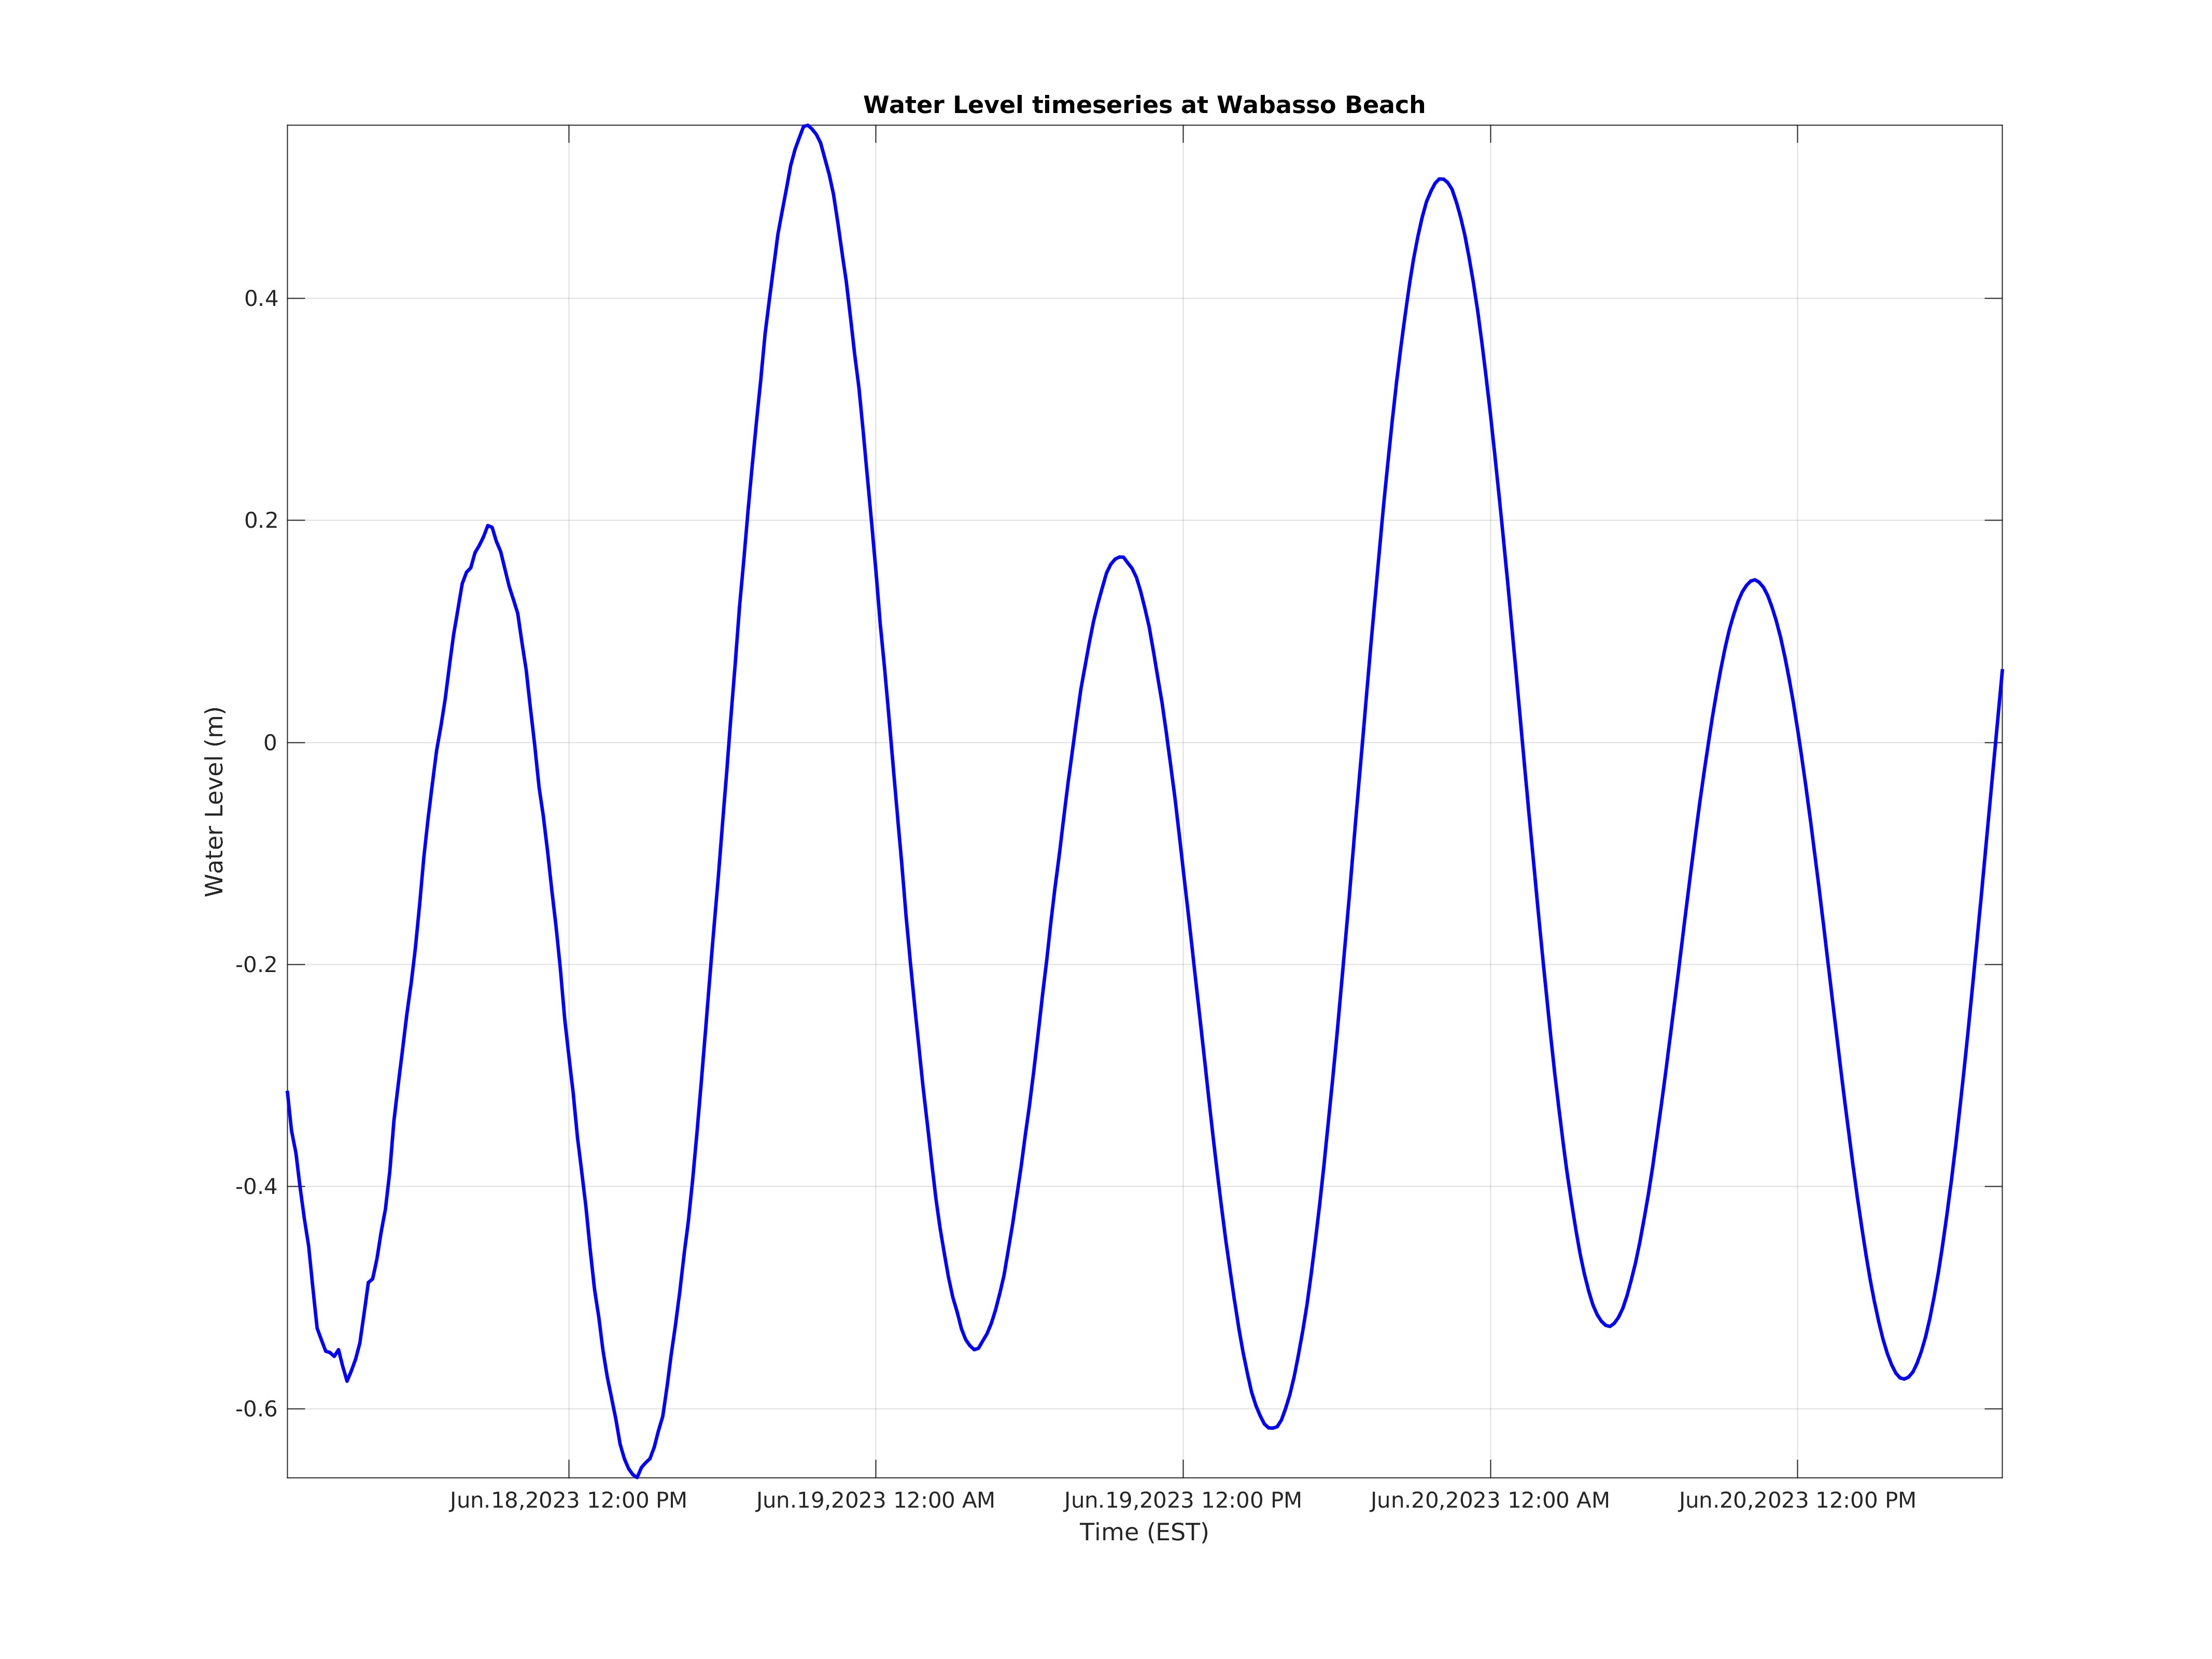 Water Level timeseries at Wabasso Beach
0.4
0.2
0
-0.2
-0.4
-0.6
Water Level (m)
Jun.18,2023 12:00 PM Jun.19,2023 12:00 AM Jun.19,2023 12:00 PM Jun.20,2023 12:00 AM Jun.20,2023 12:00 PM
Time (EST)